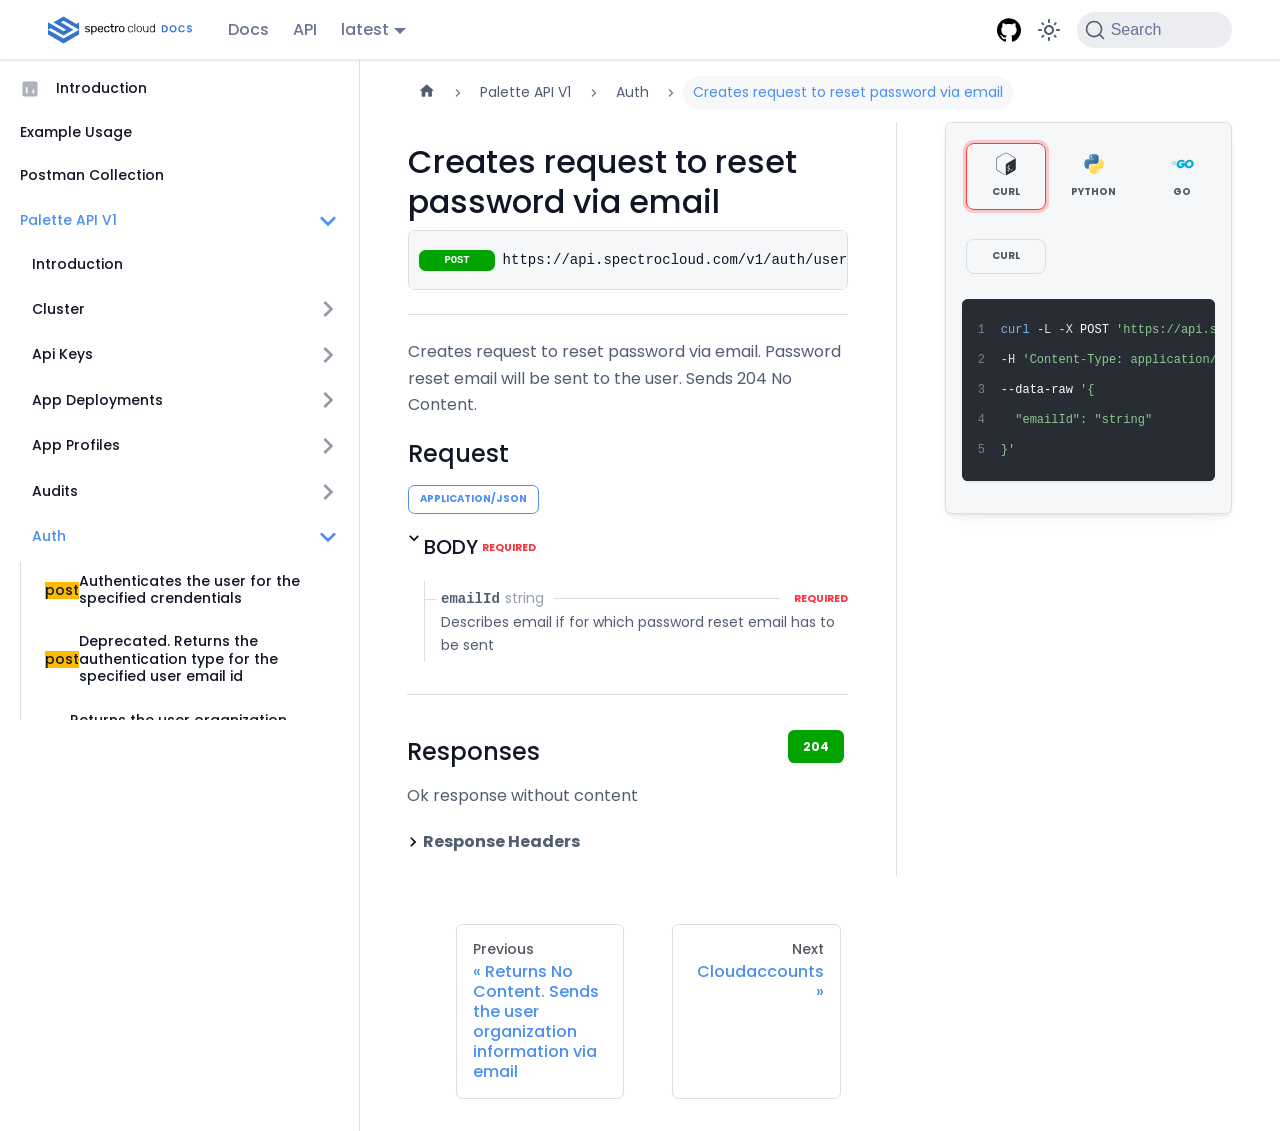 spectro cloud DOCS Docs API latest Search
Introduction
Example Usage
Postman Collection
Palette API V1
Introduction
Cluster
Api Keys
App Deployments
App Profiles
Audits
Auth
post Authenticates the user for the
specified crendentials
post Deprecated. Returns the
authentication type for the
specified user email id
Returns the user organization
Palette API V1 Auth Creates request to reset password via email
Creates request to reset
password via email
POST https://api.spectrocloud.com/v1/auth/user
Creates request to reset password via email. Password
reset email will be sent to the user. Sends 204 No
Content.
Request
APPLICATION/JSON
BODY REQUIRED
emailId string REQUIRED
Describes email if for which password reset email has to
be sent
Responses 204
Ok response without content
Response Headers
Previous
« Returns No
Content. Sends
the user
organization
information via
email
Next
Cloudaccounts
»
CURL PYTHON GO
CURL
1 curl -L -X POST 'https://api.s
2 -H 'Content-Type: application/
3 --data-raw '{
4 "emailId": "string"
5 }'